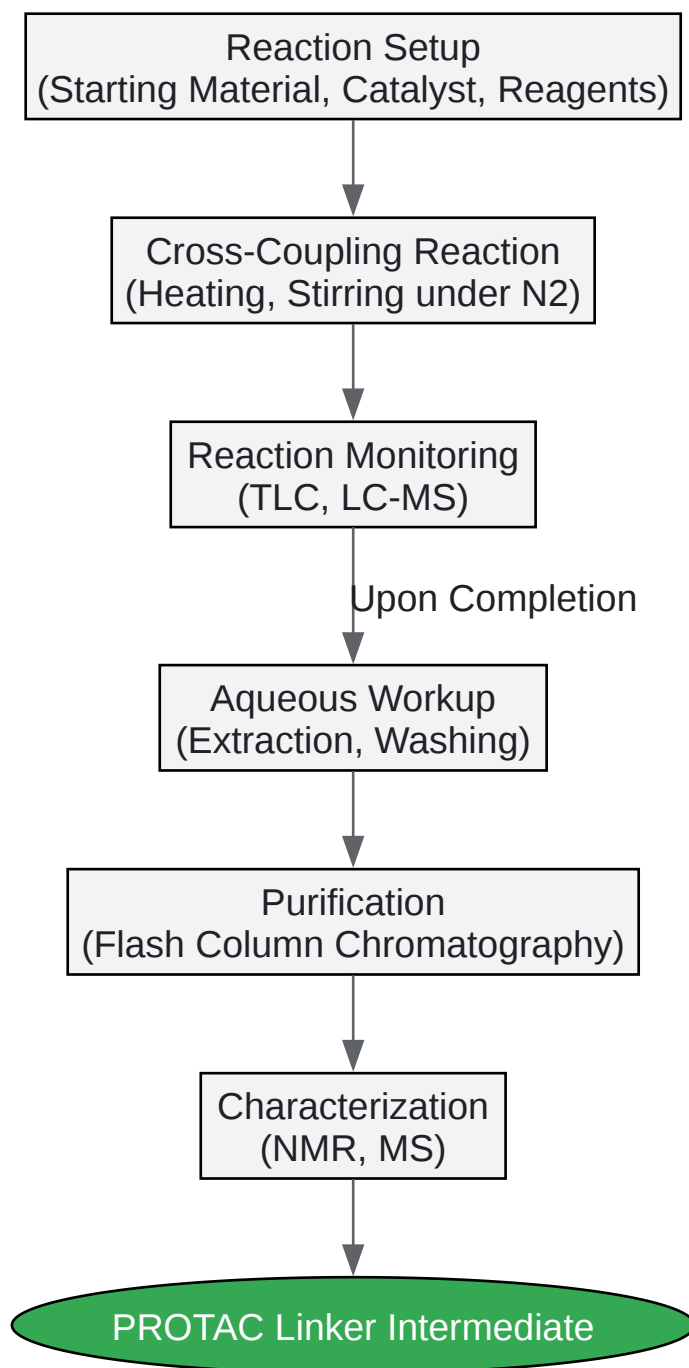 Reaction Setup
(Starting Material, Catalyst, Reagents)
Cross-Coupling Reaction
(Heating, Stirring under N2)
Reaction Monitoring
(TLC, LC-MS)
Upon Completion
Aqueous Workup
(Extraction, Washing)
Purification
(Flash Column Chromatography)
Characterization
(NMR, MS)
PROTAC Linker Intermediate